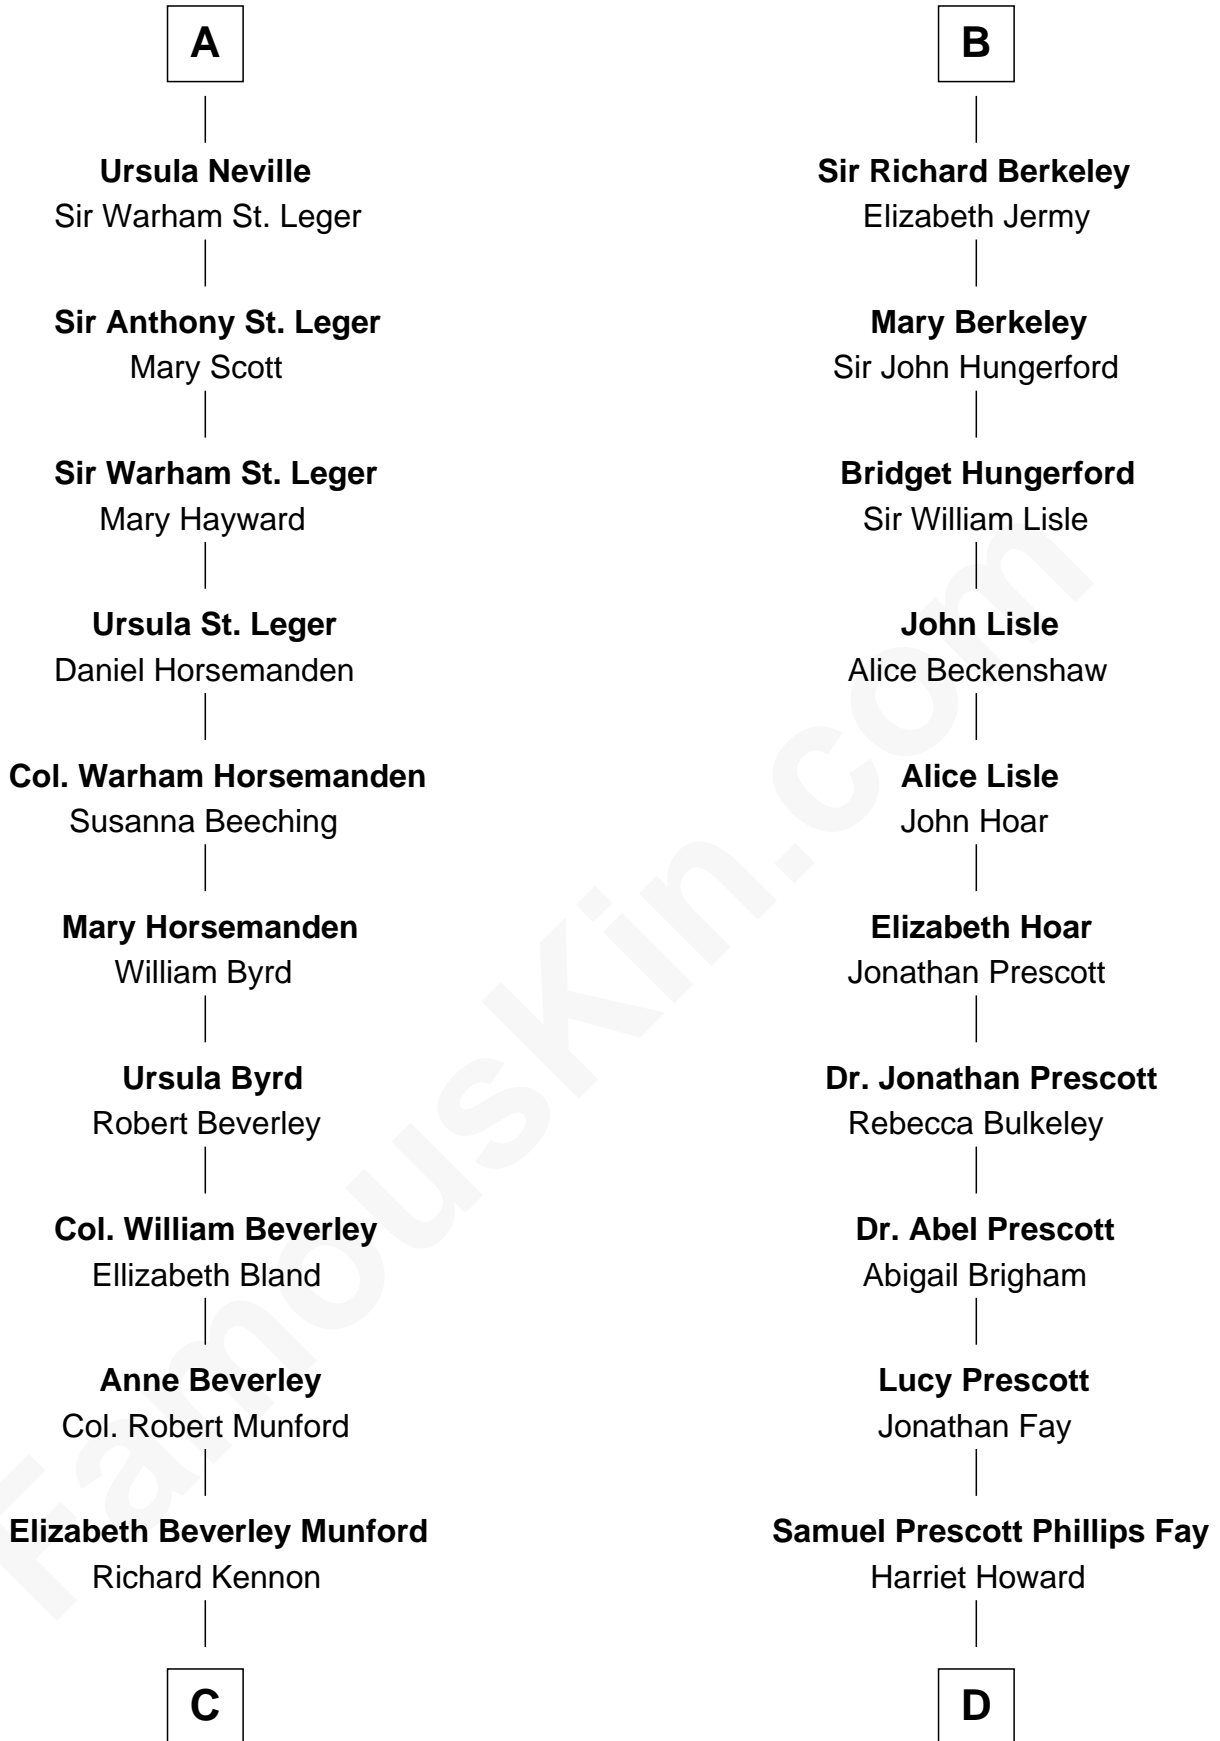 A
Ursula Neville
Sir Warham St. Leger
Sir Anthony St. Leger
Mary Scott
Sir Warham St. Leger
Mary Hayward
Ursula St. Leger
Daniel Horsemanden
Col. Warham Horsemanden
Susanna Beeching
Mary Horsemanden
William Byrd
Ursula Byrd
Robert Beverley
Col. William Beverley
Ellizabeth Bland
Anne Beverley
Col. Robert Munford
Elizabeth Beverley Munford
Richard Kennon
C
B
Sir Richard Berkeley
Elizabeth Jermy
Mary Berkeley
Sir John Hungerford
Bridget Hungerford
Sir William Lisle
John Lisle
Alice Beckenshaw
Alice Lisle
John Hoar
Elizabeth Hoar
Jonathan Prescott
Dr. Jonathan Prescott
Rebecca Bulkeley
Dr. Abel Prescott
Abigail Brigham
Lucy Prescott
Jonathan Fay
Samuel Prescott Phillips Fay
Harriet Howard
D
FamousKin.com